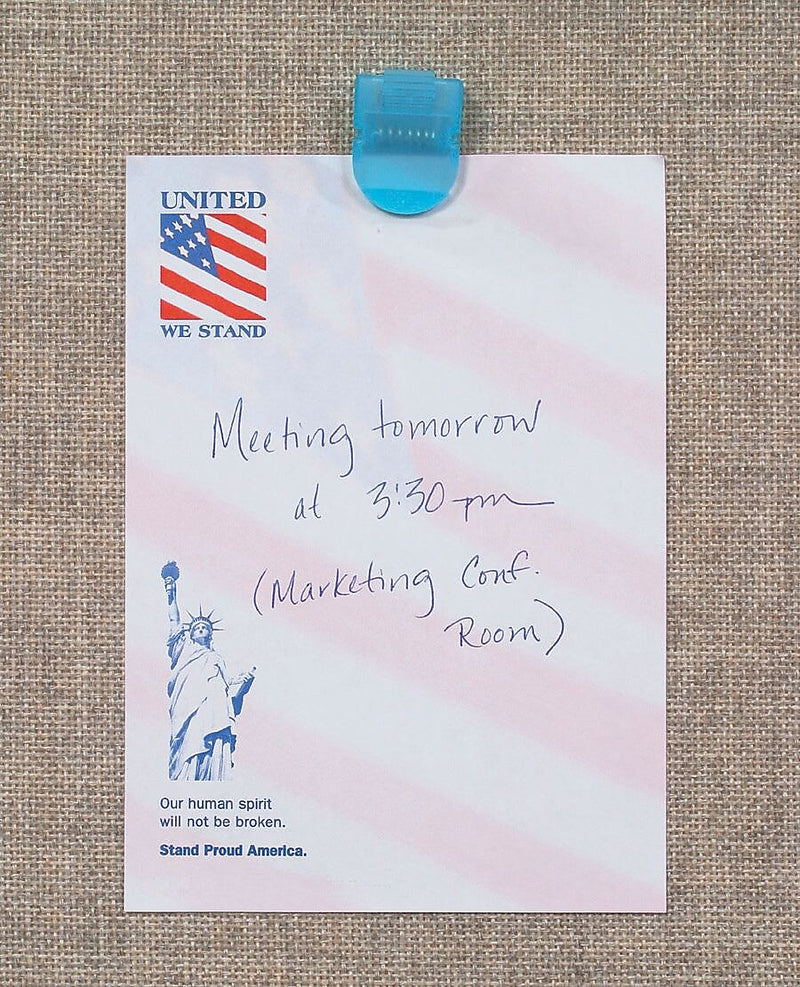 UNITED
WE STAND
Meeting tomorrow
at 3:30 pm
(Marketing Conf.
Room)
Our human spirit
will not be broken.
Stand Proud America.